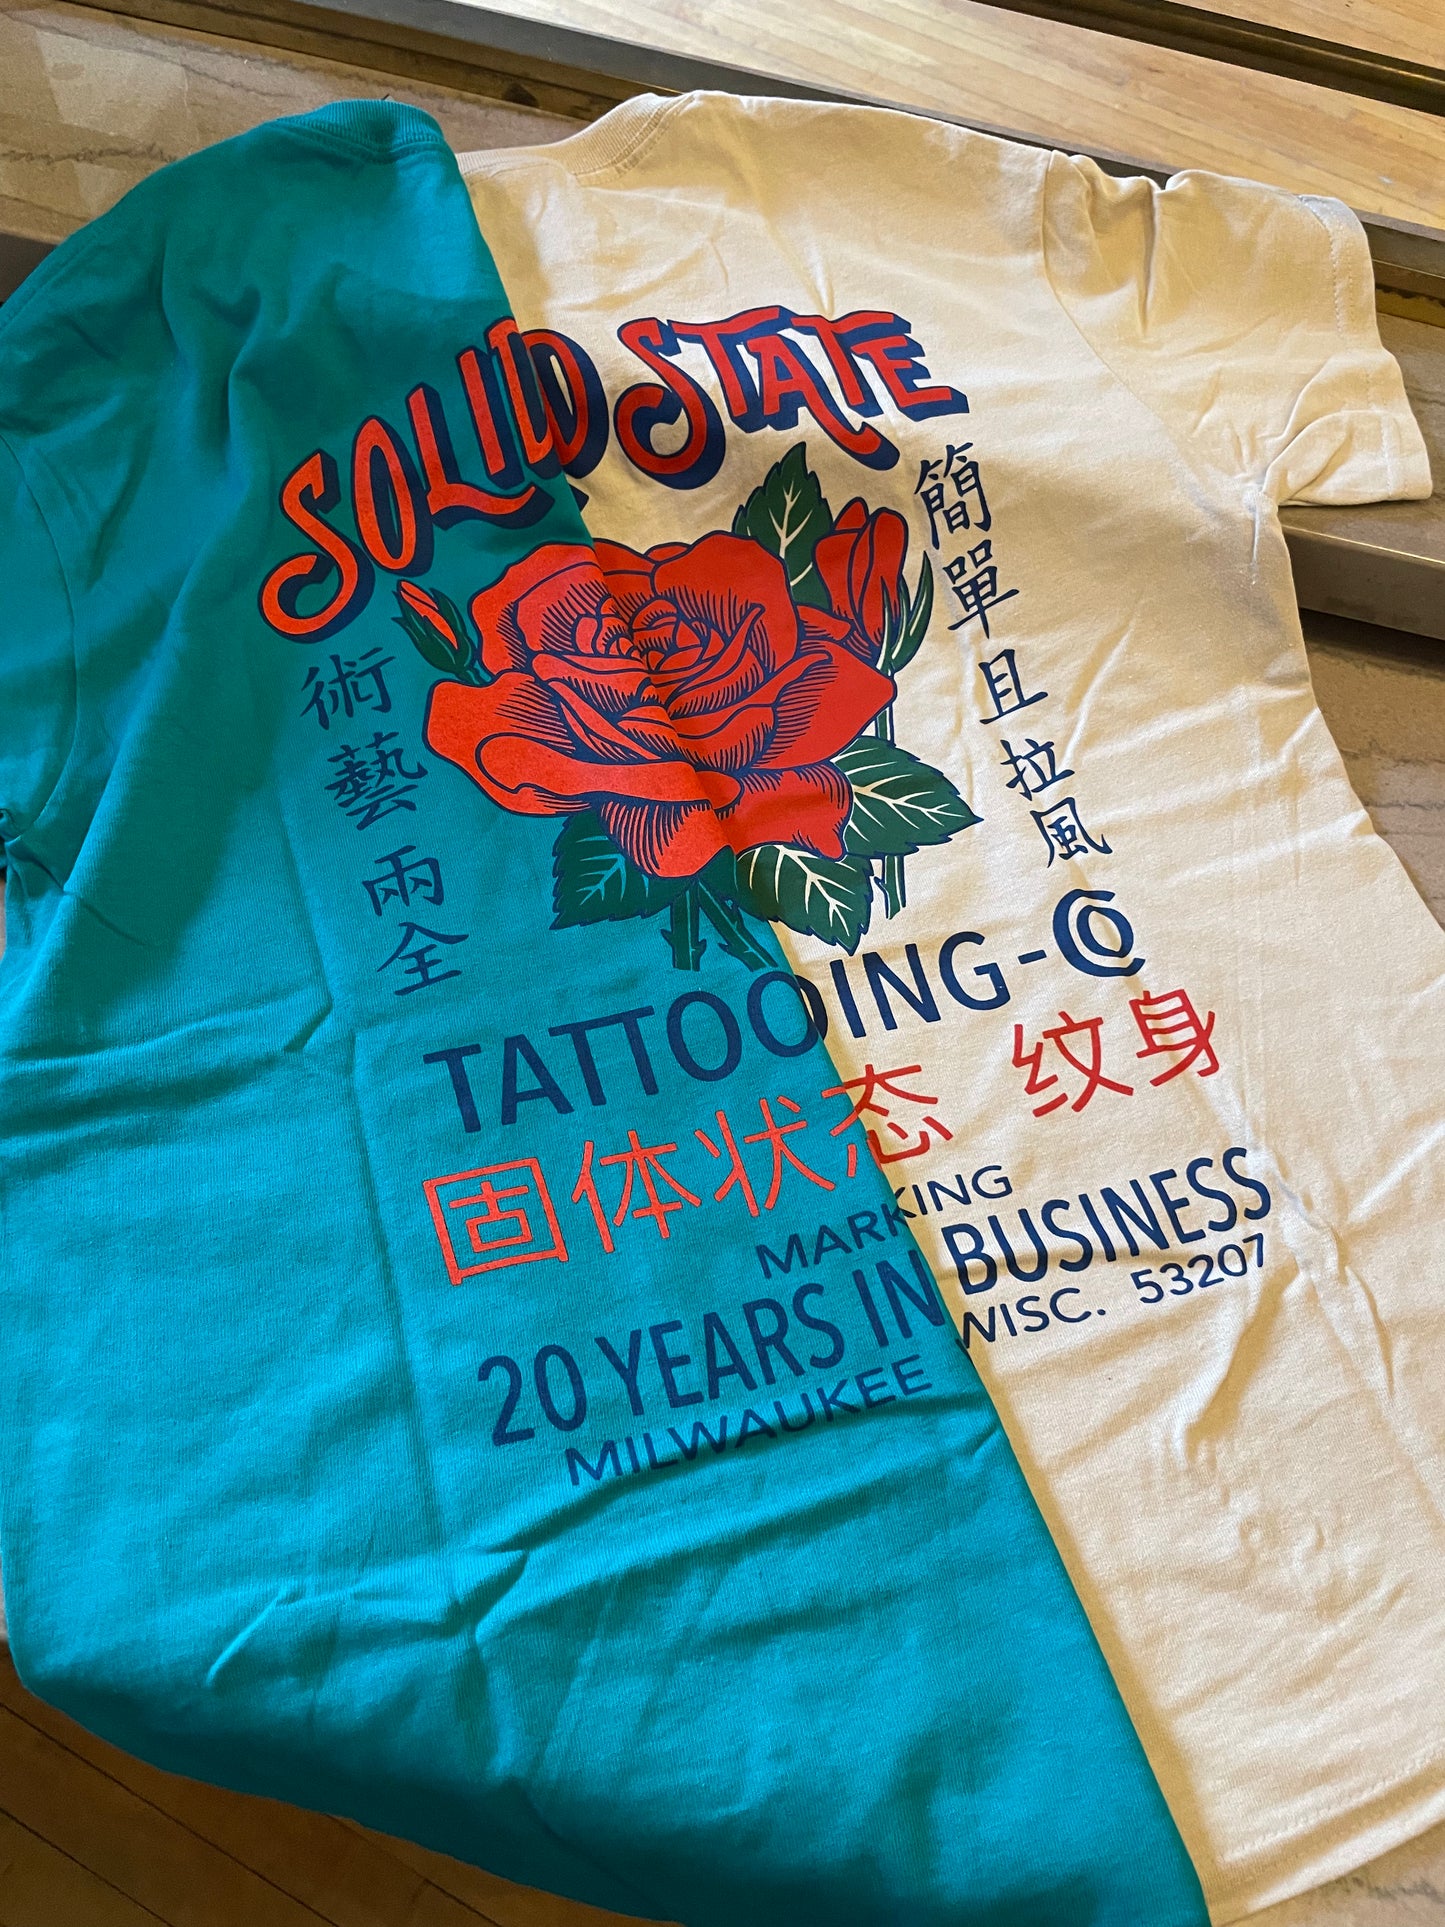 SOLID STATE
簡單且拉風
術藝兩全
TATTOOING-CO
固体状态 纹身
MARKING
20 YEARS IN BUSINESS
MILWAUKEE WISC. 53207